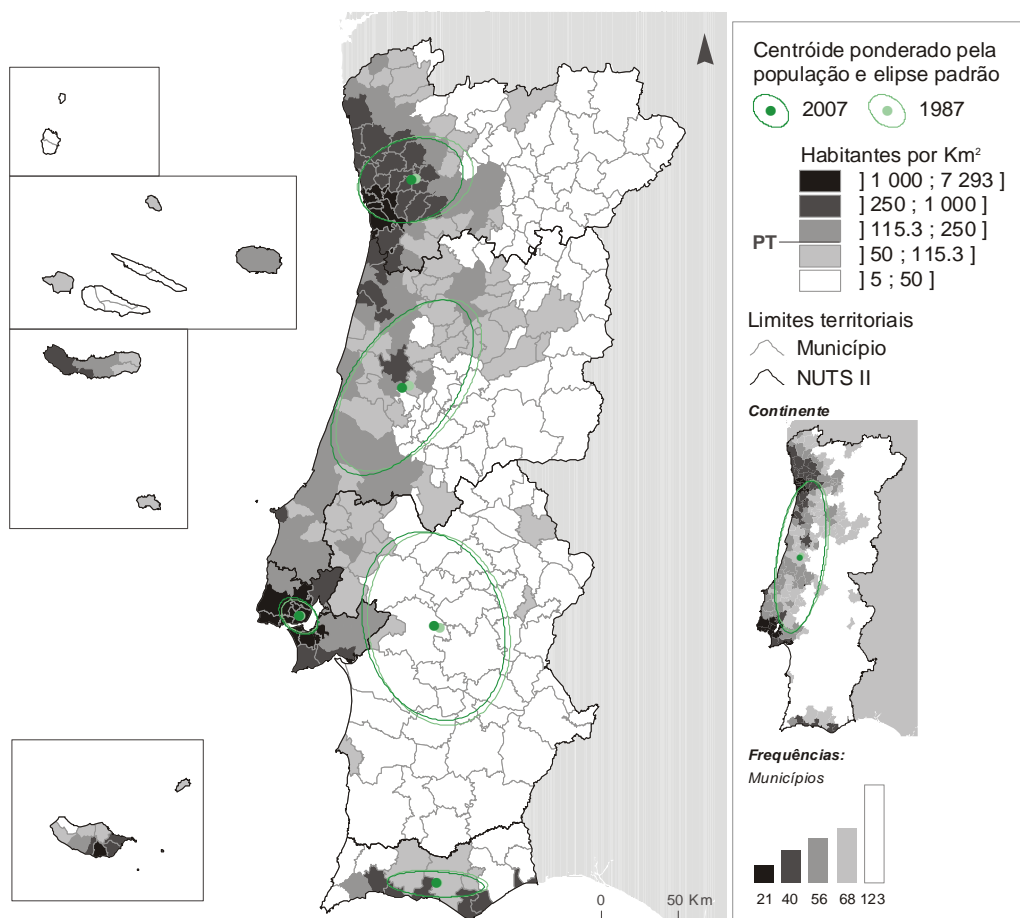 Centróide ponderado pela
população e elipse padrão
2007
1987
Habitantes por Km²
] 1 000 ; 7 293 ]
] 250 ; 1 000 ]
] 115.3 ; 250 ]
PT
] 50 ; 115.3 ]
] 5 ; 50 ]
Limites territoriais
Município
NUTS II
Continente
Frequências:
Municípios
21 40 56 68 123
0 50 Km